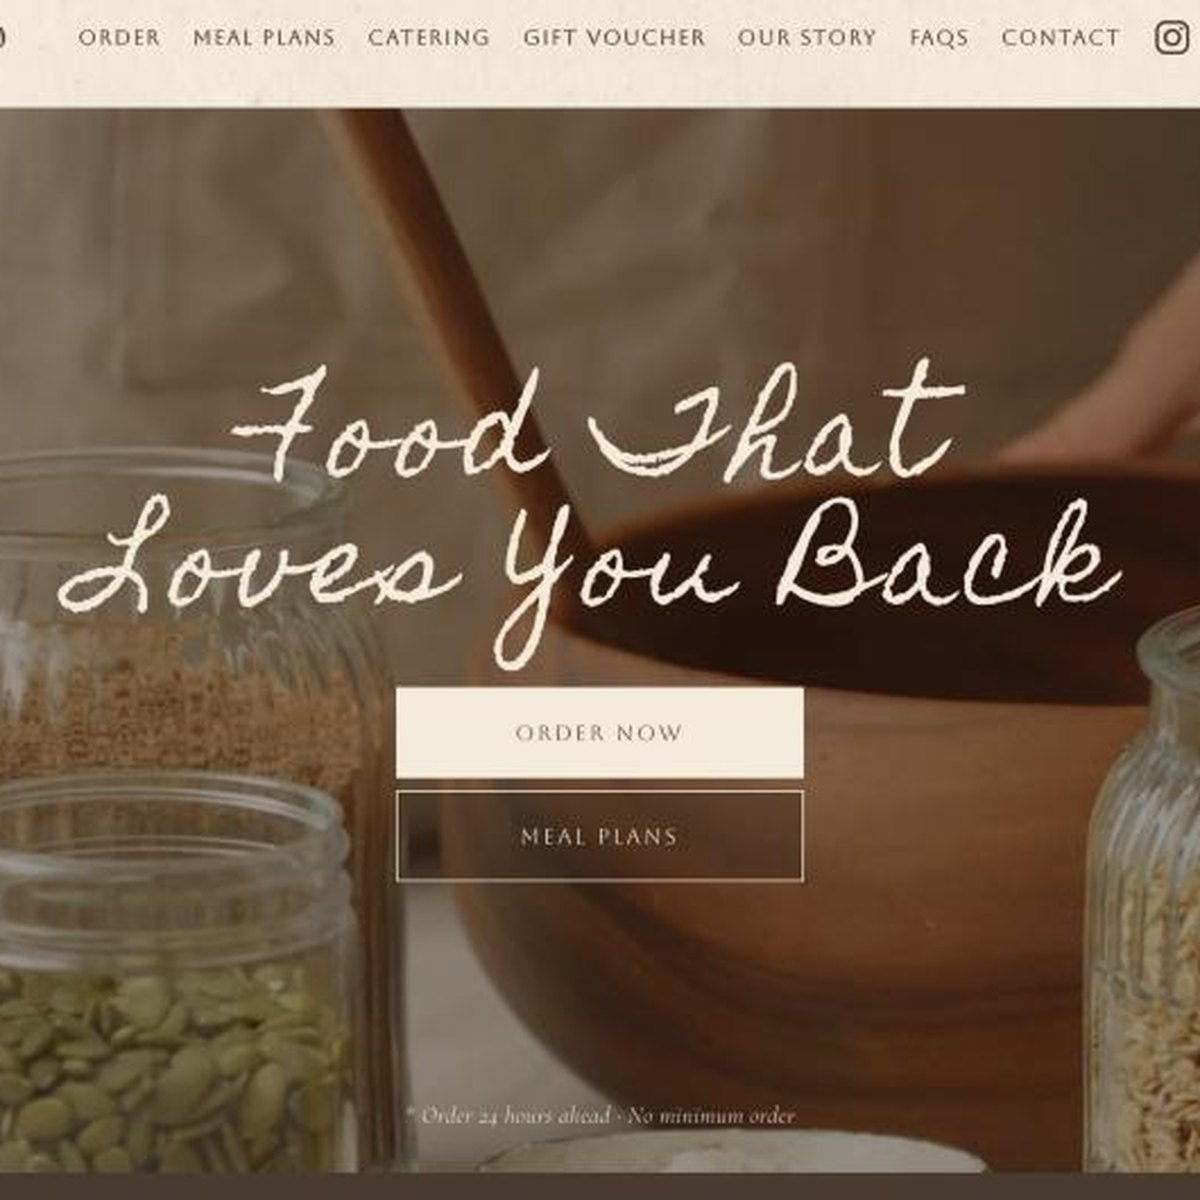 ORDER MEAL PLANS CATERING GIFT VOUCHER OUR STORY FAQS CONTACT
Food That
Loves You Back
ORDER NOW
MEAL PLANS
* Order 24 hours ahead · No minimum order